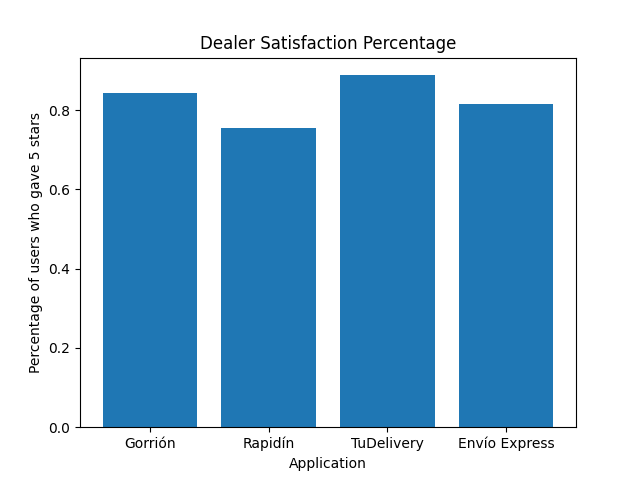 Dealer Satisfaction Percentage
Percentage of users who gave 5 stars
0.8
0.6
0.4
0.2
0.0
Gorrión Rapidín TuDelivery Envío Express
Application